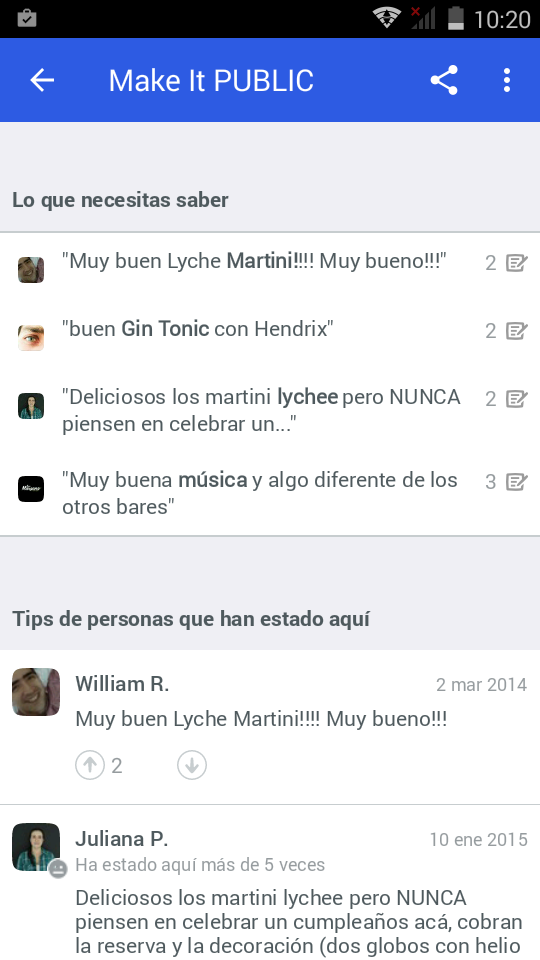 10:20
Make It PUBLIC
Lo que necesitas saber
"Muy buen Lyche Martini!!!! Muy bueno!!!" 2
"buen Gin Tonic con Hendrix" 2
"Deliciosos los martini lychee pero NUNCA 2
piensen en celebrar un..."
"Muy buena música y algo diferente de los 3
otros bares"
Tips de personas que han estado aquí
William R. 2 mar 2014
Muy buen Lyche Martini!!!! Muy bueno!!!
2
Juliana P. 10 ene 2015
Ha estado aquí más de 5 veces
Deliciosos los martini lychee pero NUNCA
piensen en celebrar un cumpleaños acá, cobran
la reserva y la decoración (dos globos con helio